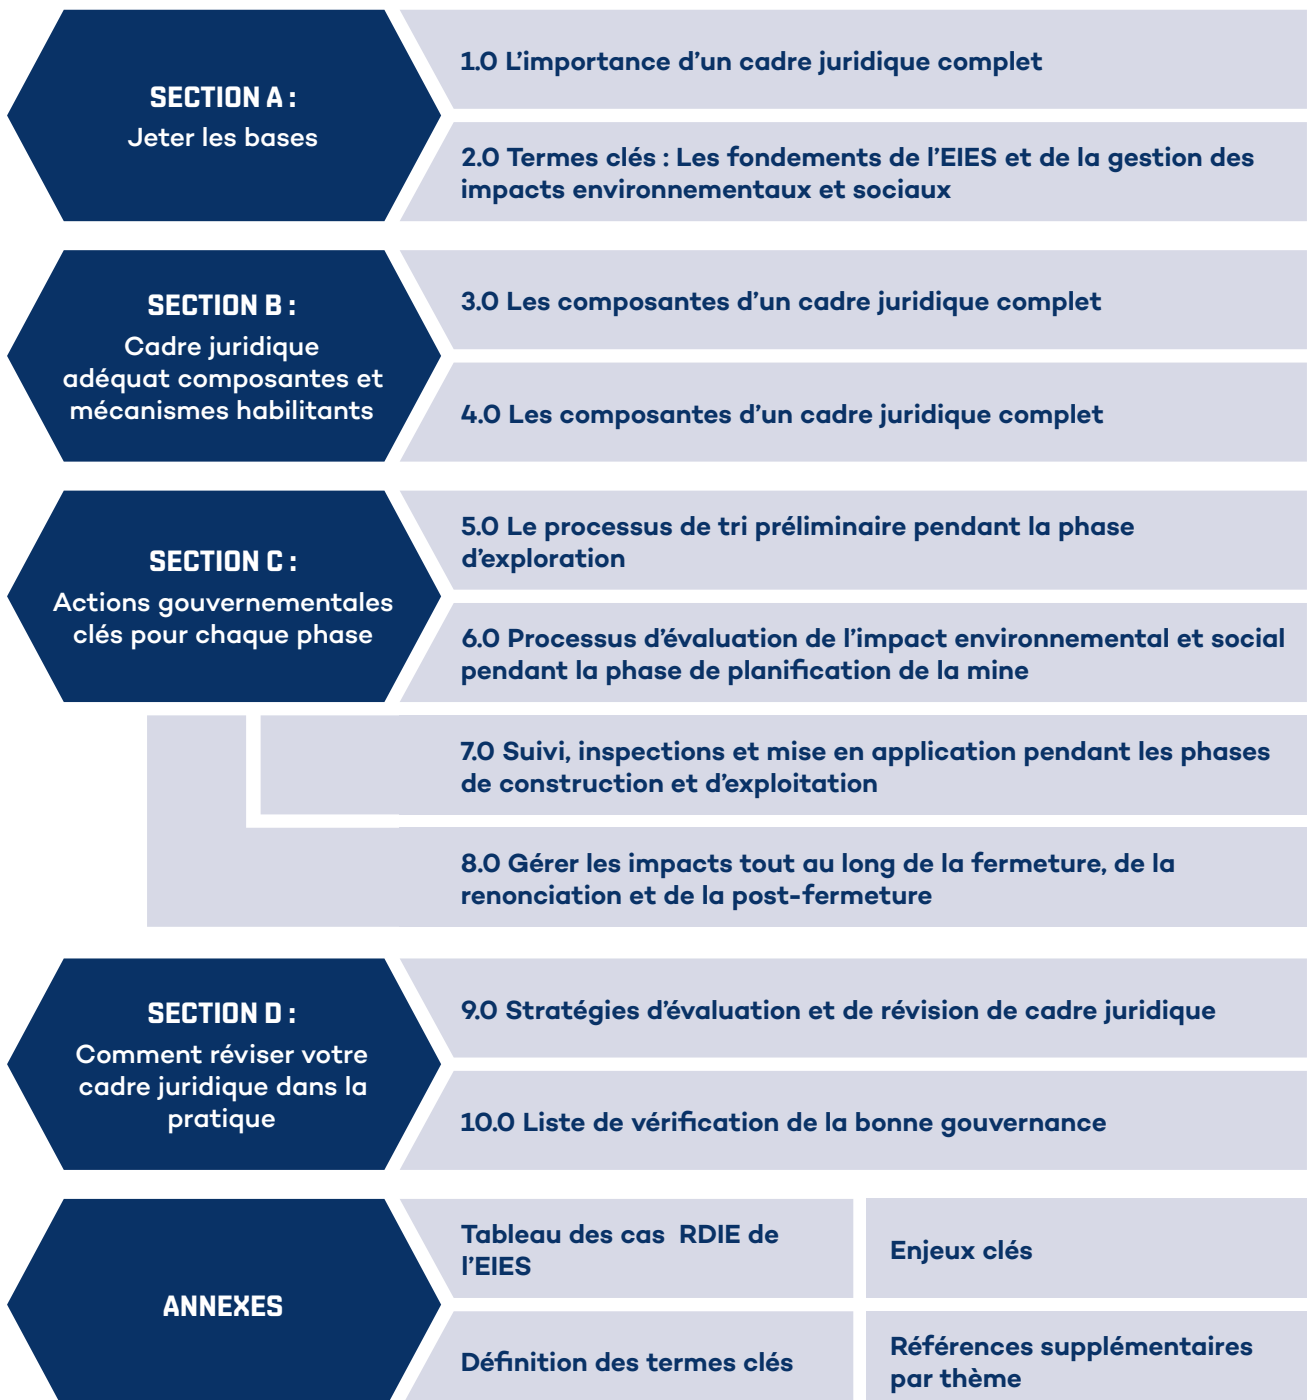 SECTION A :
Jeter les bases
1.0 L’importance d’un cadre juridique complet
2.0 Termes clés : Les fondements de l’EIES et de la gestion des
impacts environnementaux et sociaux
SECTION B :
Cadre juridique
adéquat composantes et
mécanismes habilitants
3.0 Les composantes d’un cadre juridique complet
4.0 Les composantes d’un cadre juridique complet
SECTION C :
Actions gouvernementales
clés pour chaque phase
5.0 Le processus de tri préliminaire pendant la phase
d’exploration
6.0 Processus d’évaluation de l’impact environnemental et social
pendant la phase de planification de la mine
7.0 Suivi, inspections et mise en application pendant les phases
de construction et d’exploitation
8.0 Gérer les impacts tout au long de la fermeture, de la
renonciation et de la post-fermeture
SECTION D :
Comment réviser votre
cadre juridique dans la
pratique
9.0 Stratégies d’évaluation et de révision de cadre juridique
10.0 Liste de vérification de la bonne gouvernance
ANNEXES
Tableau des cas  RDIE de
l’EIES
Enjeux clés
Définition des termes clés
Références supplémentaires
par thème